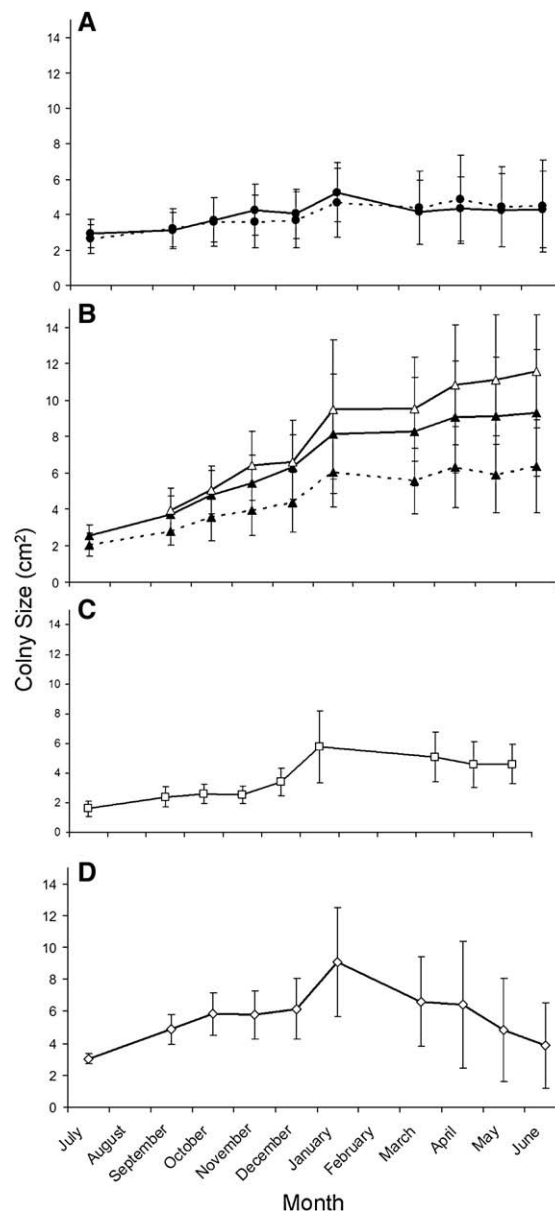 A
14
12
10
8
6
4
2
0
B
14
12
10
8
6
4
2
0
Colny Size (cm²)
C
14
12
10
8
6
4
2
0
D
14
12
10
8
6
4
2
0
July
August
September
October
November
December
January
February
March
April
May
June
Month